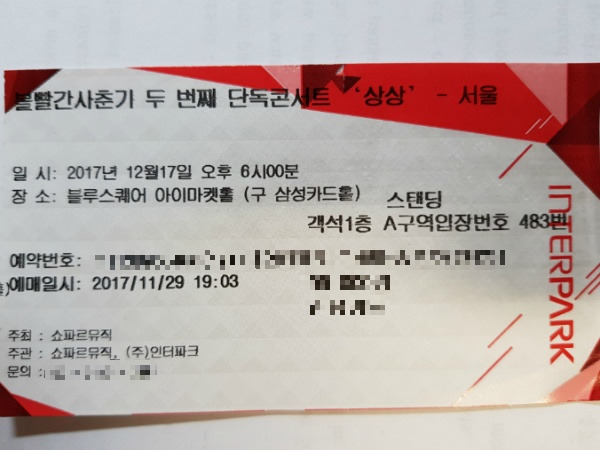 볼빨간사춘기 두 번째 단독콘서트 '상상' - 서울
일 시: 2017년 12월17일 오후 6시00분
장 소: 블루스퀘어 아이마켓홀 (구 삼성카드홀)
스탠딩
객석1층 A구역입장번호 483번
예약번호:
예매일시: 2017/11/29 19:03
주최 : 쇼파르뮤직
주관 : 쇼파르뮤직, (주)인터파크
문의 :
INTERPARK